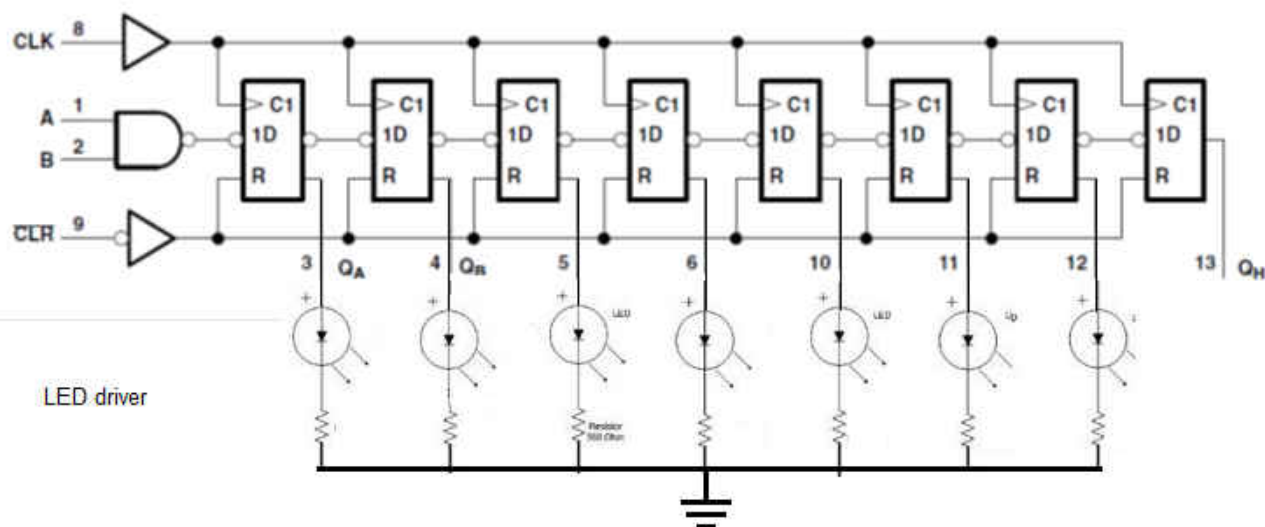 CLK 8
C1 C1 C1 C1 C1 C1 C1 C1
A 1
1D 1D 1D 1D 1D 1D 1D 1D
B 2
R R R R R R R R
CLR 9
3 QA 4 QB 5 6 10 11 12 13 QH
+ + + + + + +
LED LED
LED driver
Resistor